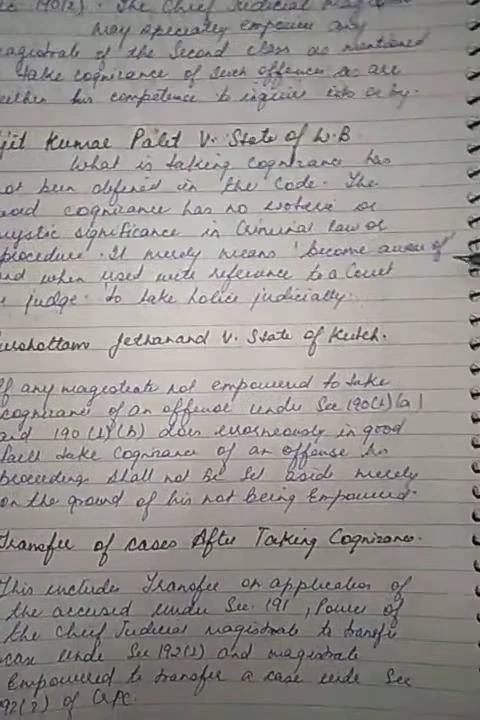 190(2). The Chief Judicial magis
may specialey empower any
magistrate of the Second class as mentioned
take cognizance of such offences as are
within his competence to inquire into or by.
jit Kumar Palit V. State of W.B
What is taking Cognizance has
not been defined in the Code. The
word cognizance has no esoteric or
mystic significance in Criminal law or
procedure. It merely means 'become aware of'
and when used with reference to a Court
judge. to take notice judicially.
urshottam Jethanand V. State of Kutch.
If any magistrate not empowered to take
cognizance of an offense under Sec 190(1)(a)
and 190(1)(b) does erroneously in good
faith take Cognizance of an offense his
proceedings shall not be set aside merely
on the ground of his not being Empowered.
Transfer of cases After Taking Cognizance.
This includes Transfer on application of
the accused under Sec. 191, Power of
the Chief Judicial magistrate to transfer
case under Sec 192(1) and magistrate
Empowered to transfer a case unde Sec
192(2) of CrPC.